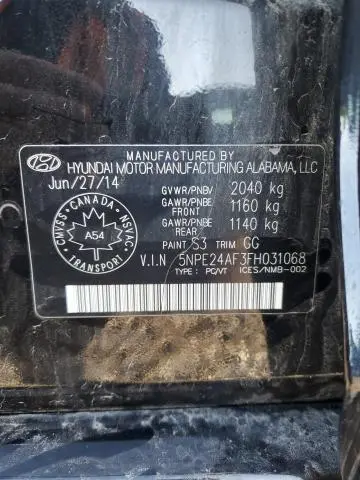 MANUFACTURED BY
HYUNDAI MOTOR MANUFACTURING ALABAMA, LLC
Jun/27/14
GVWR/PNBV 2040 kg
GAWR/PNBE FRONT 1160 kg
GAWR/PNBE REAR 1140 kg
PAINT S3 TRIM GG
V.I.N 5NPE24AF3FH031068
TYPE: PC/VT ICES/NMB-002
CANADA
CMVSS NSVAC
A54
TRANSPORT